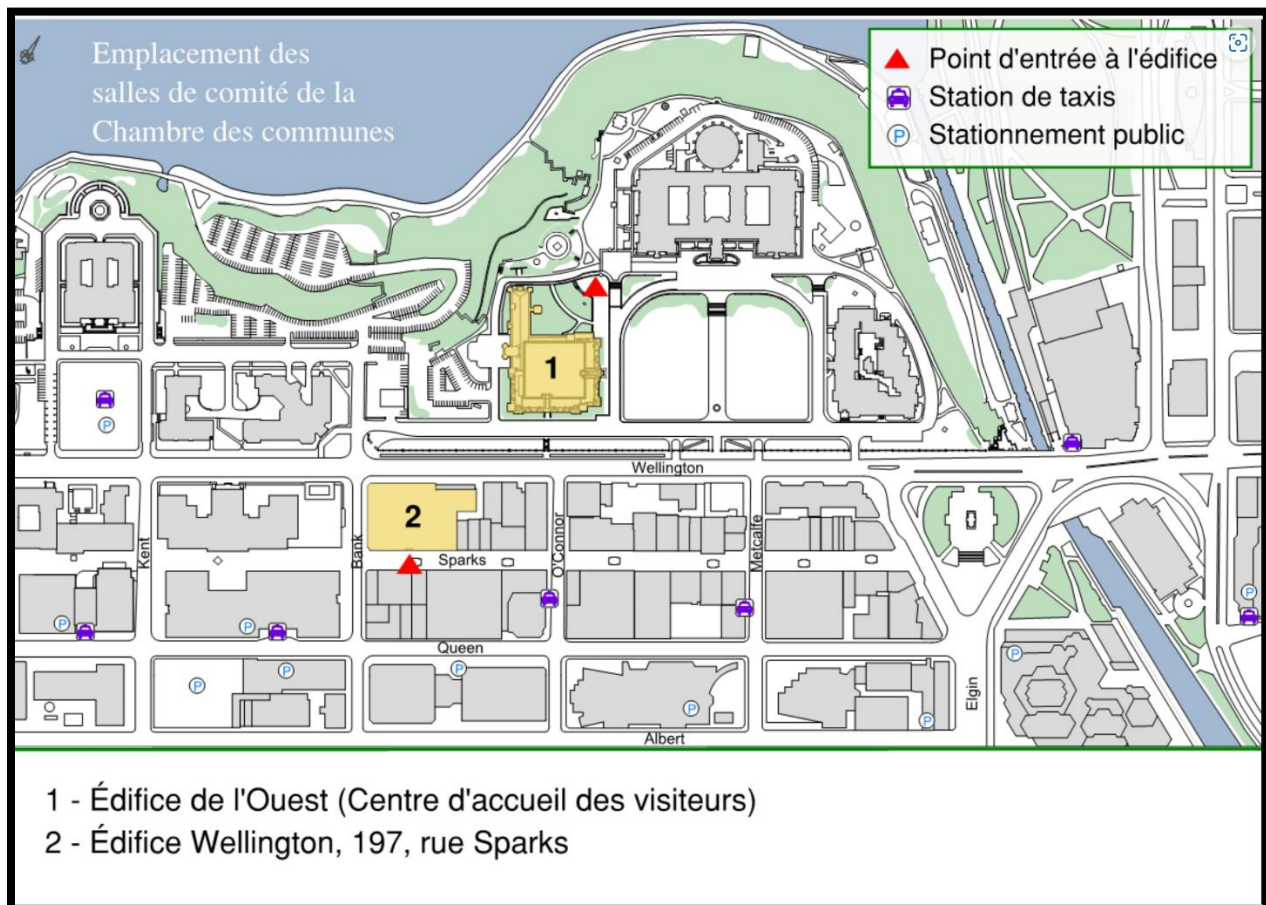 Emplacement des
salles de comité de la
Chambre des communes
Point d'entrée à l'édifice
Station de taxis
P Stationnement public
1
P
Wellington
2
Kent
Bank
Sparks
O'Connor
Metcalfe
P
P
P
Queen
P
P
P
P
P
P
Elgin
Albert
1 - Édifice de l'Ouest (Centre d'accueil des visiteurs)
2 - Édifice Wellington, 197, rue Sparks